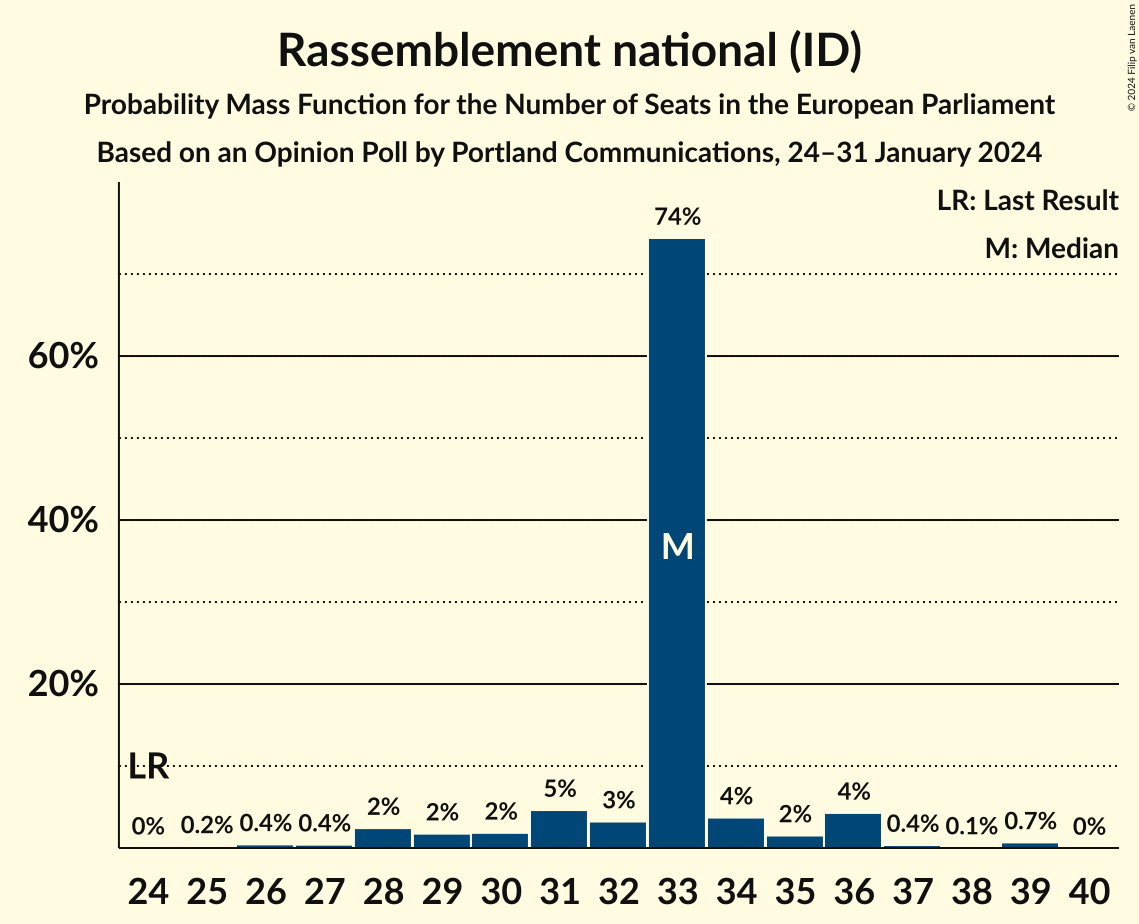 © 2024 Filip van Laenen
Rassemblement national (ID)
Probability Mass Function for the Number of Seats in the European Parliament
Based on an Opinion Poll by Portland Communications, 24–31 January 2024
LR: Last Result
M: Median
74%
60%
40%
20%
M
LR
0% 0.2% 0.4% 0.4% 2% 2% 2% 5% 3% 4% 2% 4% 0.4% 0.1% 0.7% 0%
24 25 26 27 28 29 30 31 32 33 34 35 36 37 38 39 40